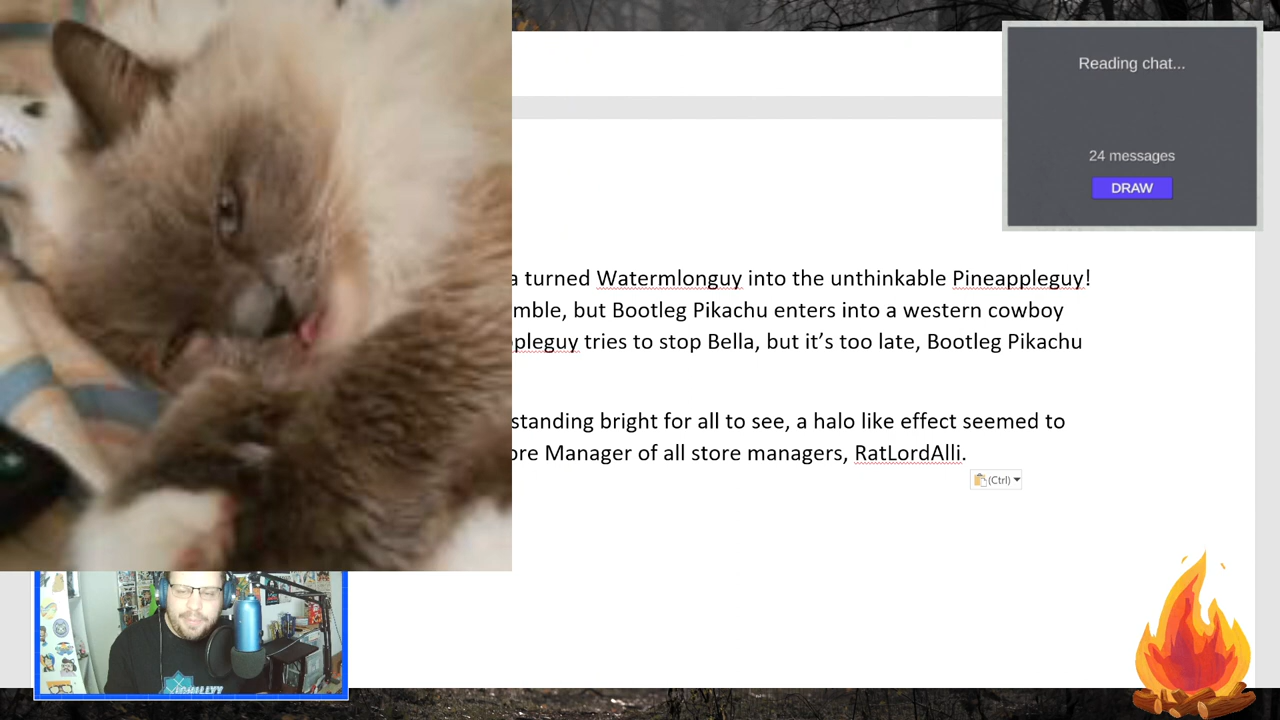 Reading chat...
24 messages
DRAW
a turned Watermlonguy into the unthinkable Pineappleguy!
mble, but Bootleg Pikachu enters into a western cowboy
pleguy tries to stop Bella, but it’s too late, Bootleg Pikachu
standing bright for all to see, a halo like effect seemed to
ore Manager of all store managers, RatLordAlli.
(Ctrl)